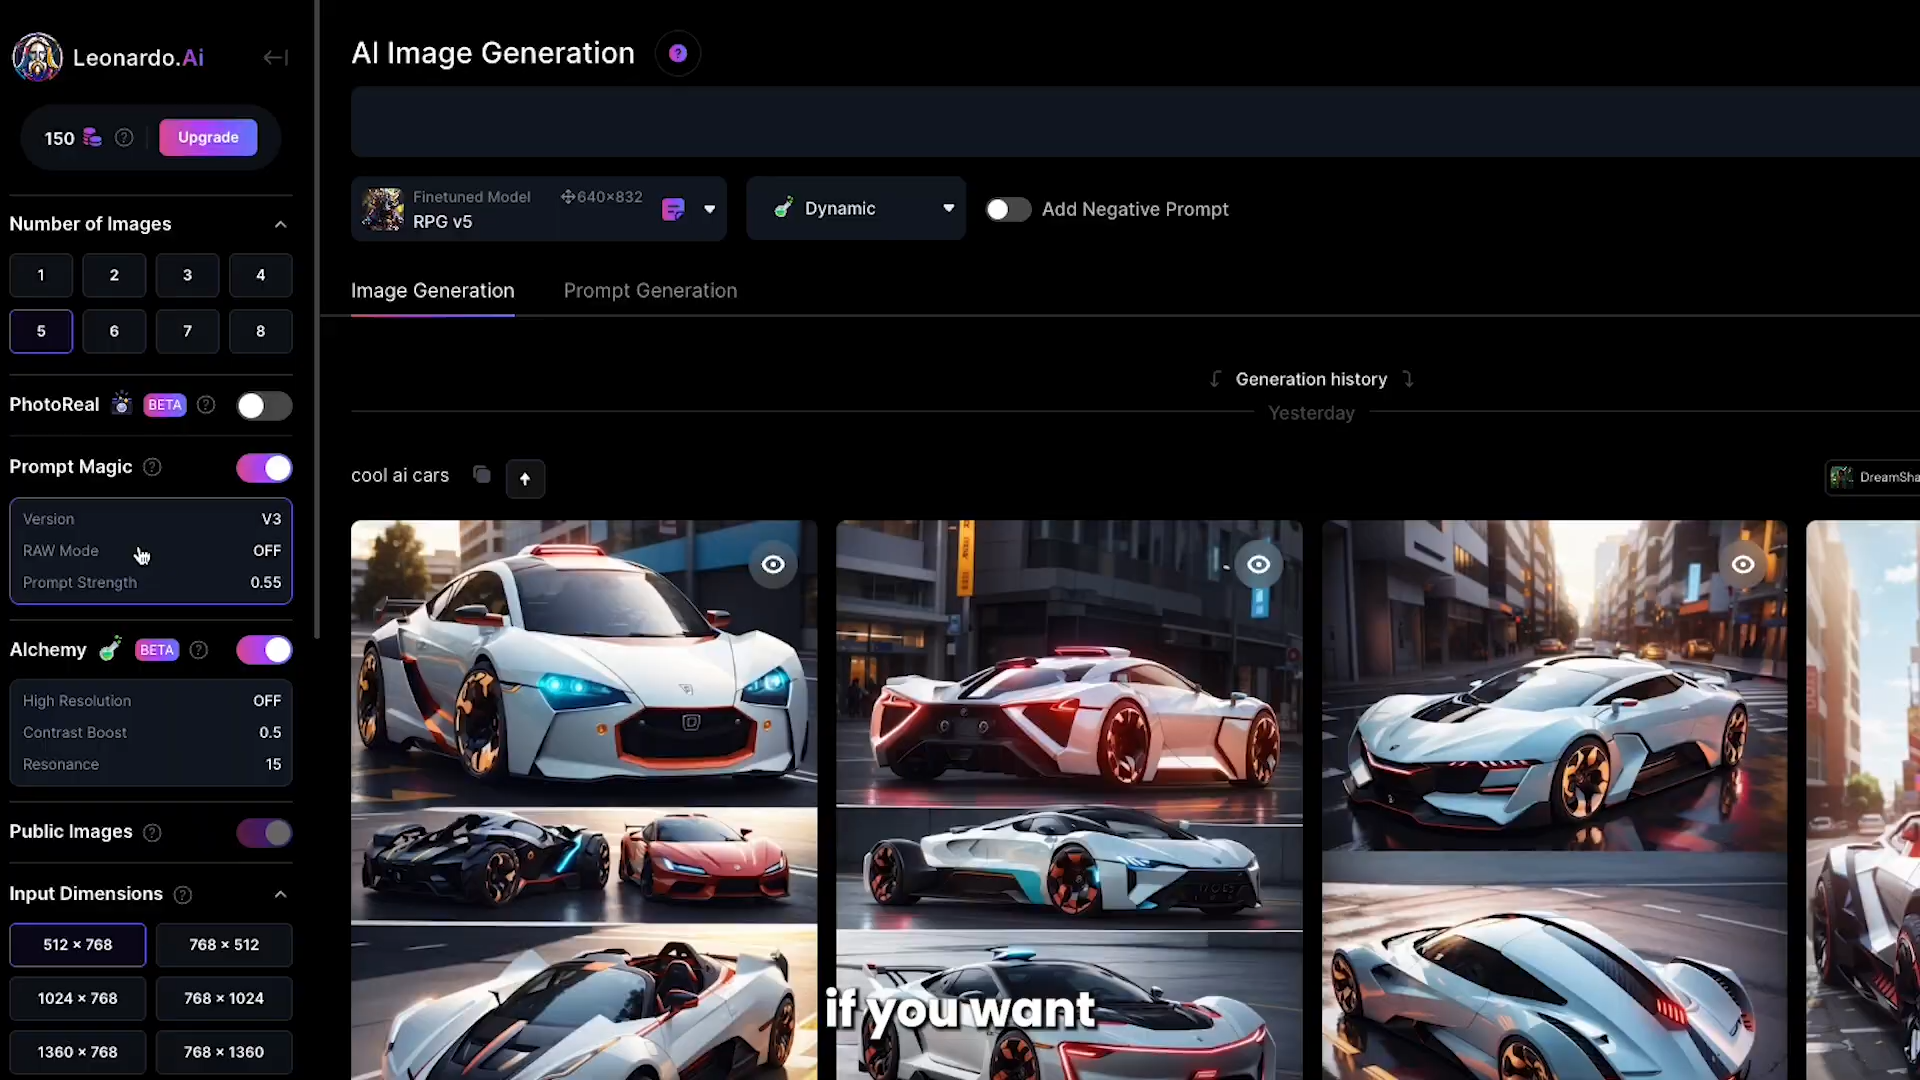 Leonardo.Ai
150
Upgrade
Number of Images
1
2
3
4
5
6
7
8
PhotoReal
BETA
Prompt Magic
Version V3
RAW Mode OFF
Prompt Strength 0.55
Alchemy
BETA
High Resolution OFF
Contrast Boost 0.5
Resonance 15
Public Images
Input Dimensions
512 × 768
768 × 512
1024 × 768
768 × 1024
1360 × 768
768 × 1360
AI Image Generation
Finetuned Model
640×832
RPG v5
Dynamic
Add Negative Prompt
Image Generation
Prompt Generation
Generation history
Yesterday
cool ai cars
DreamSha
if you want